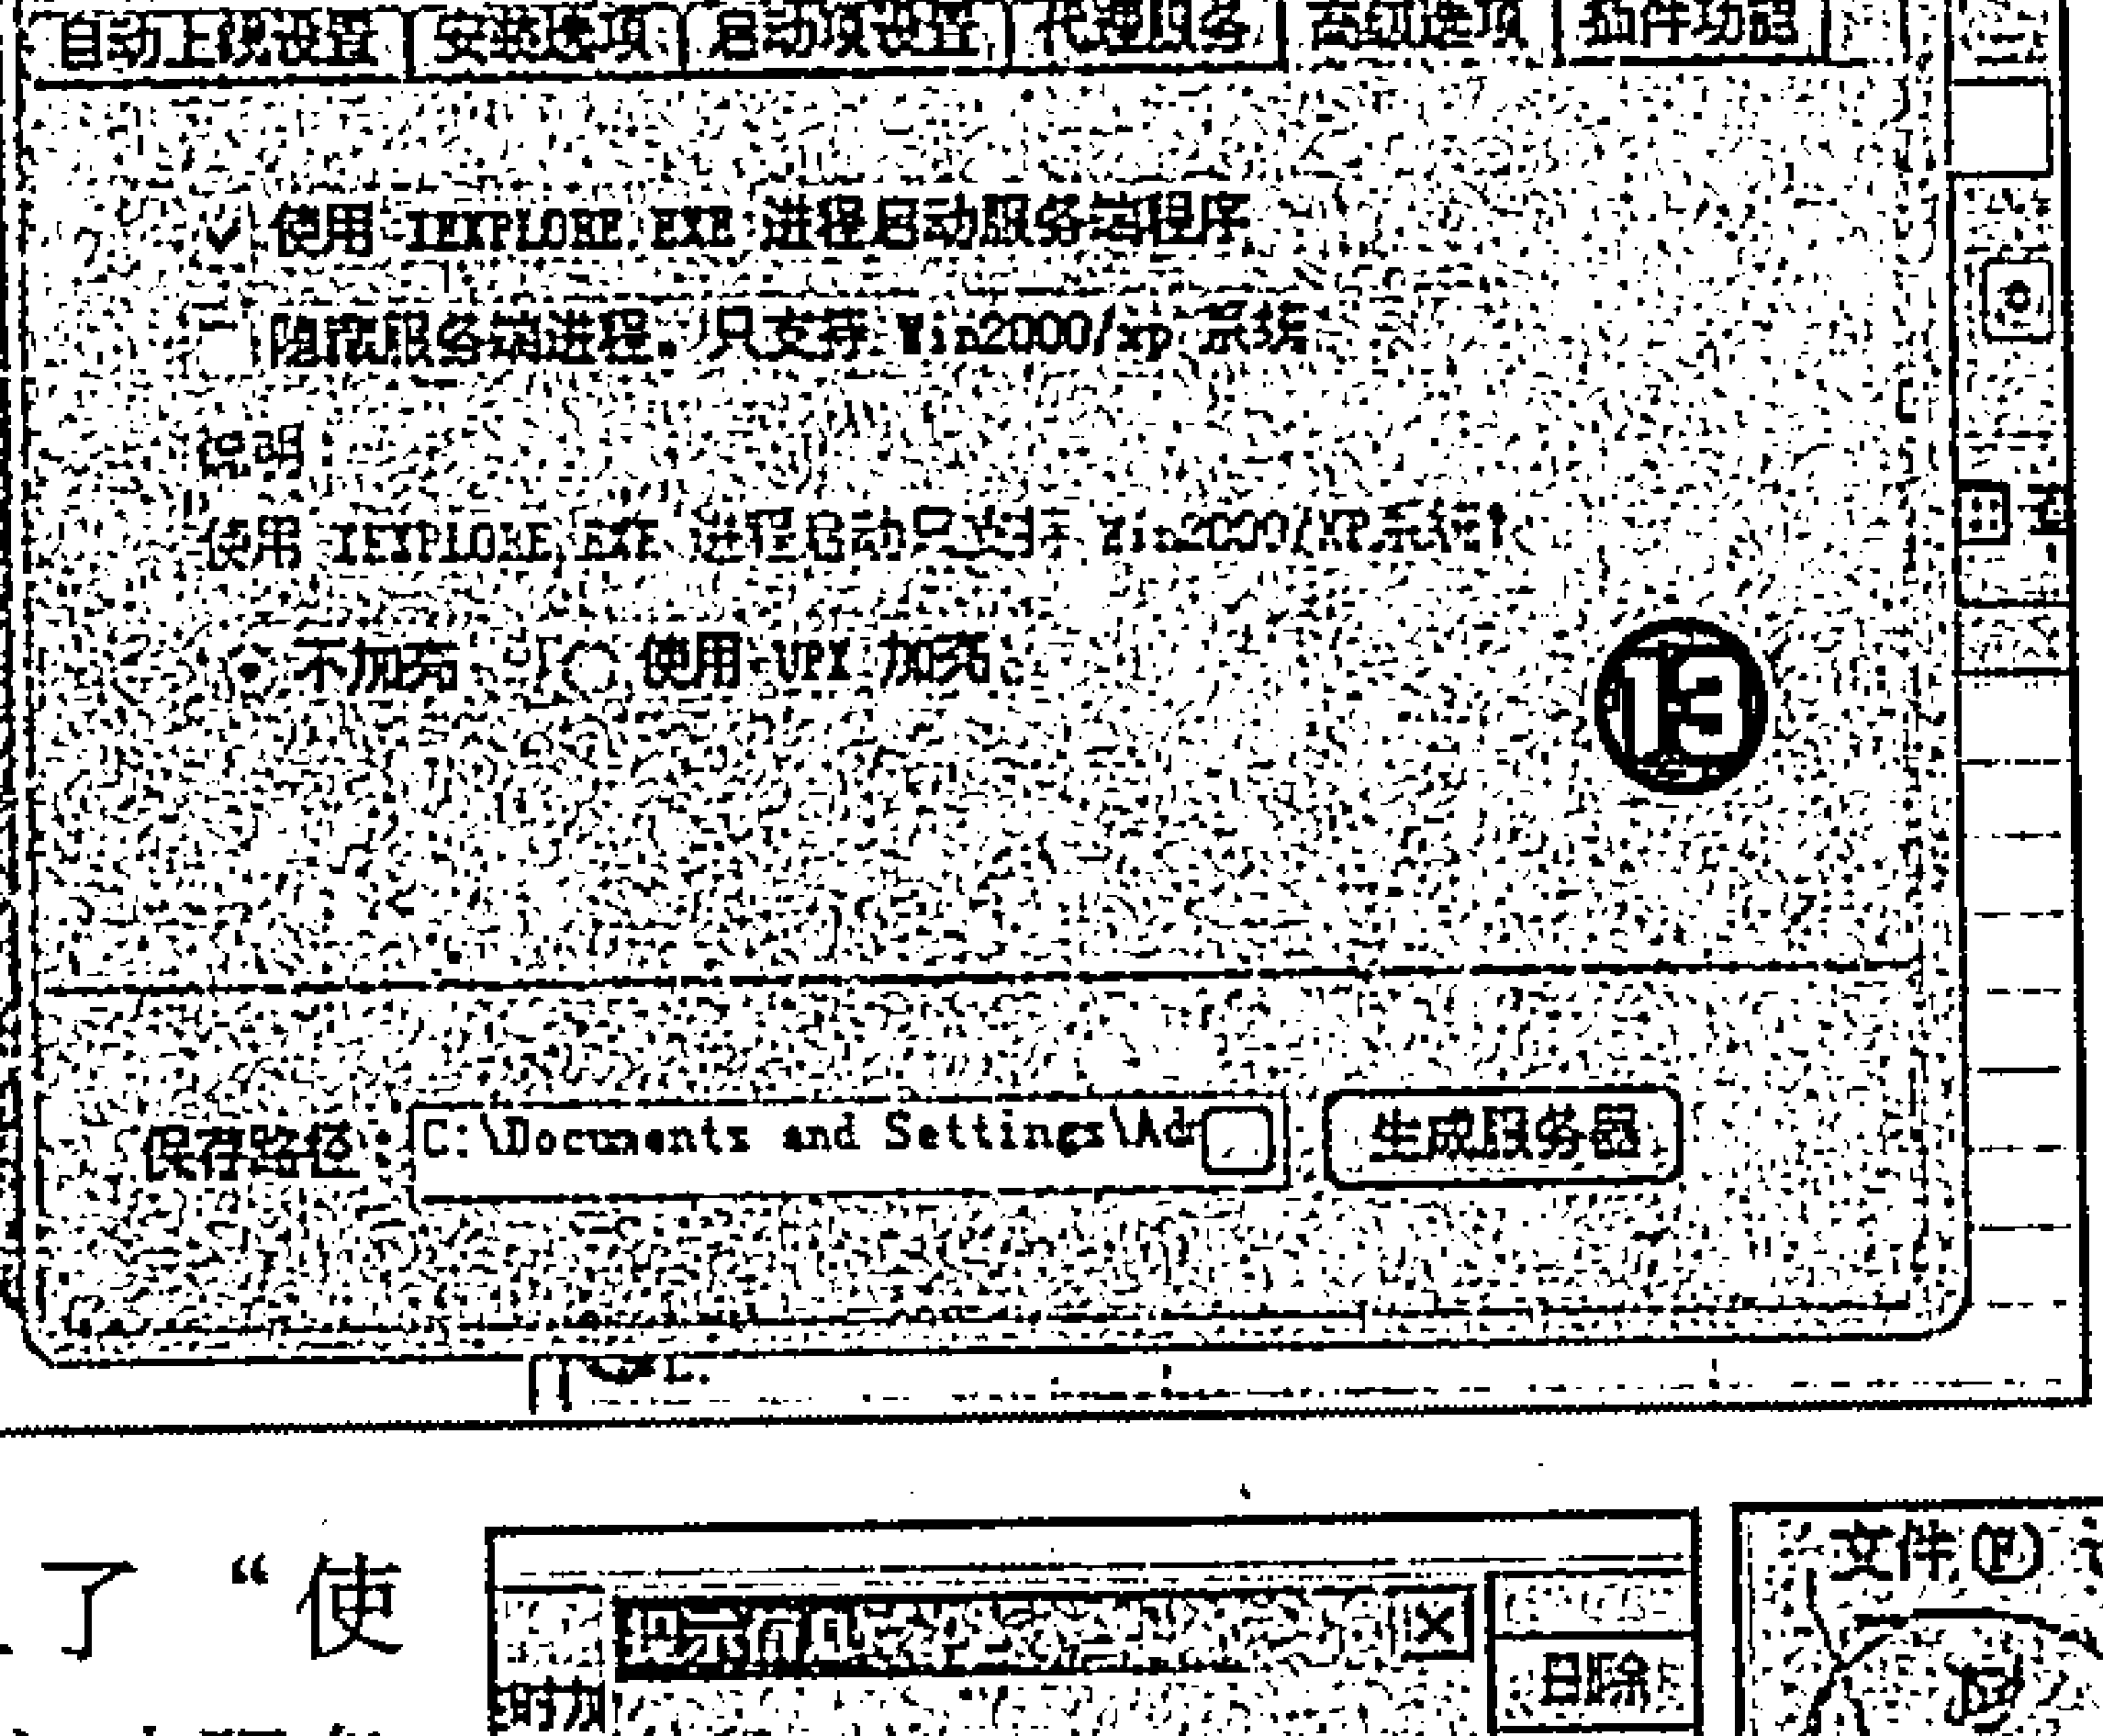 自动上线设置 安装选项 启动项设置 代理服务 高级选项 插件功能
使用 IEXPLORE.EXE 进程启动服务端程序
隐藏服务端进程，只支持 Win2000/xp 系统
说明:
使用 IEXPLORE.EXE 进程启动只支持 Win2000/XP系统!
不加壳 使用 UPX 加壳
13
保存路径: C:\Documents and Settings\Ad 生成服务器
了 “使
文件(F)
删除